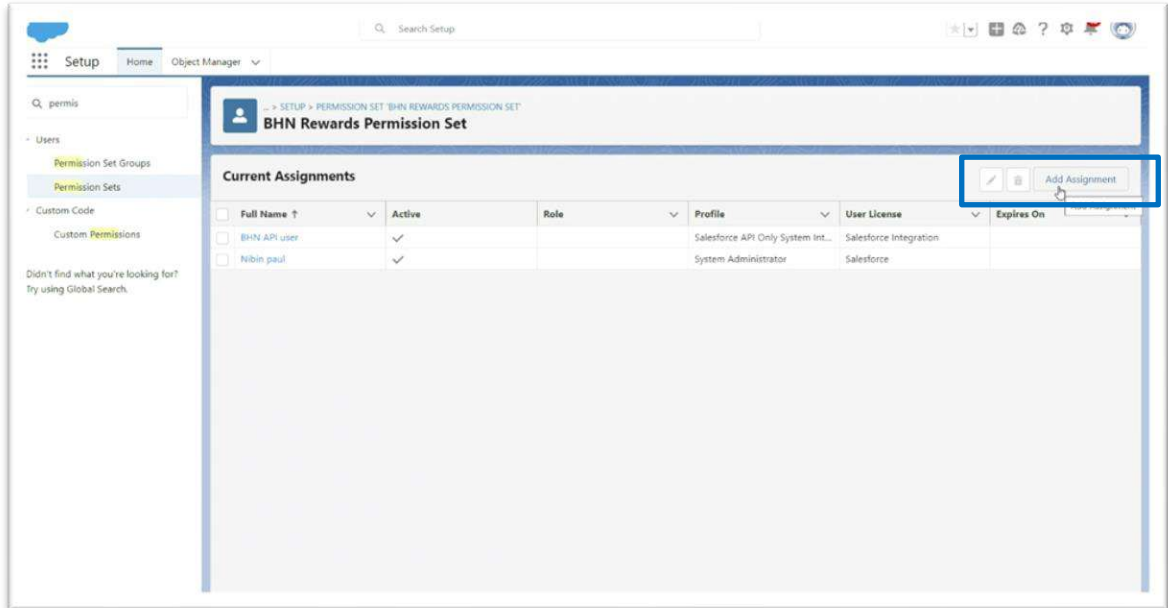 Search Setup
Setup Home Object Manager
permis
... > SETUP > PERMISSION SET 'BHN REWARDS PERMISSION SET'
BHN Rewards Permission Set
Users
Permission Set Groups
Permission Sets
Custom Code
Custom Permissions
Didn't find what you're looking for?
Try using Global Search.
Current Assignments
Add Assignment
Full Name ↑ Active Role Profile User License Expires On
BHN API user Salesforce API Only System Int... Salesforce Integration
Nibin paul System Administrator Salesforce